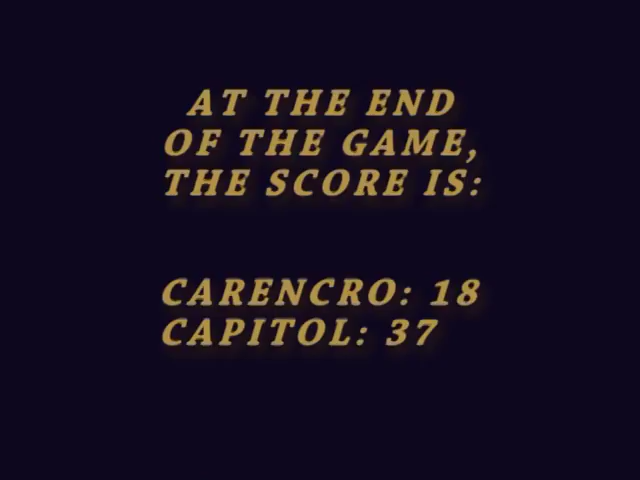 AT THE END
OF THE GAME,
THE SCORE IS:
CARENCRO: 18
CAPITOL: 37